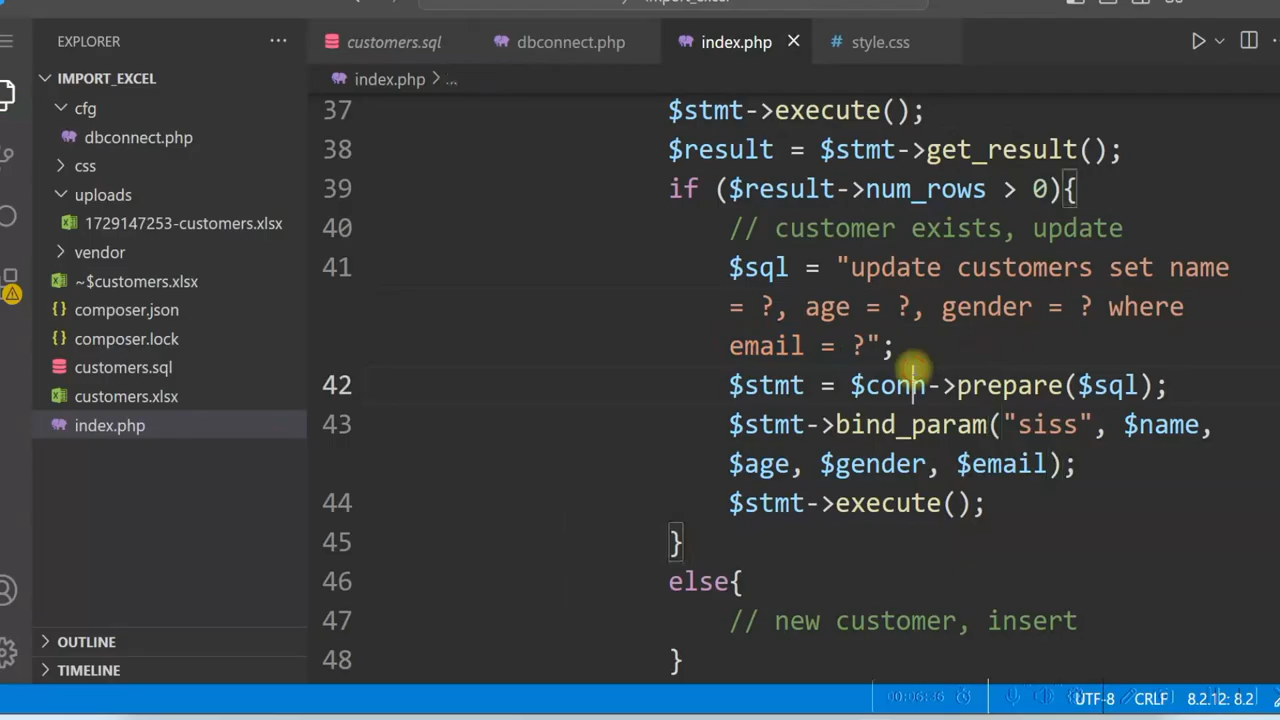 import_excel
EXPLORER
customers.sql
dbconnect.php
index.php
style.css
IMPORT_EXCEL
index.php > ...
cfg
dbconnect.php
css
uploads
1729147253-customers.xlsx
vendor
~$customers.xlsx
composer.json
composer.lock
customers.sql
customers.xlsx
index.php
OUTLINE
TIMELINE
37 $stmt->execute();
38 $result = $stmt->get_result();
39 if ($result->num_rows > 0){
40 // customer exists, update
41 $sql = "update customers set name
= ?, age = ?, gender = ? where
email = ?";
42 $stmt = $conn->prepare($sql);
43 $stmt->bind_param("siss", $name,
$age, $gender, $email);
44 $stmt->execute();
45 }
46 else{
47 // new customer, insert
48 }
00:06:36
UTF-8 CRLF 8.2.12: 8.2